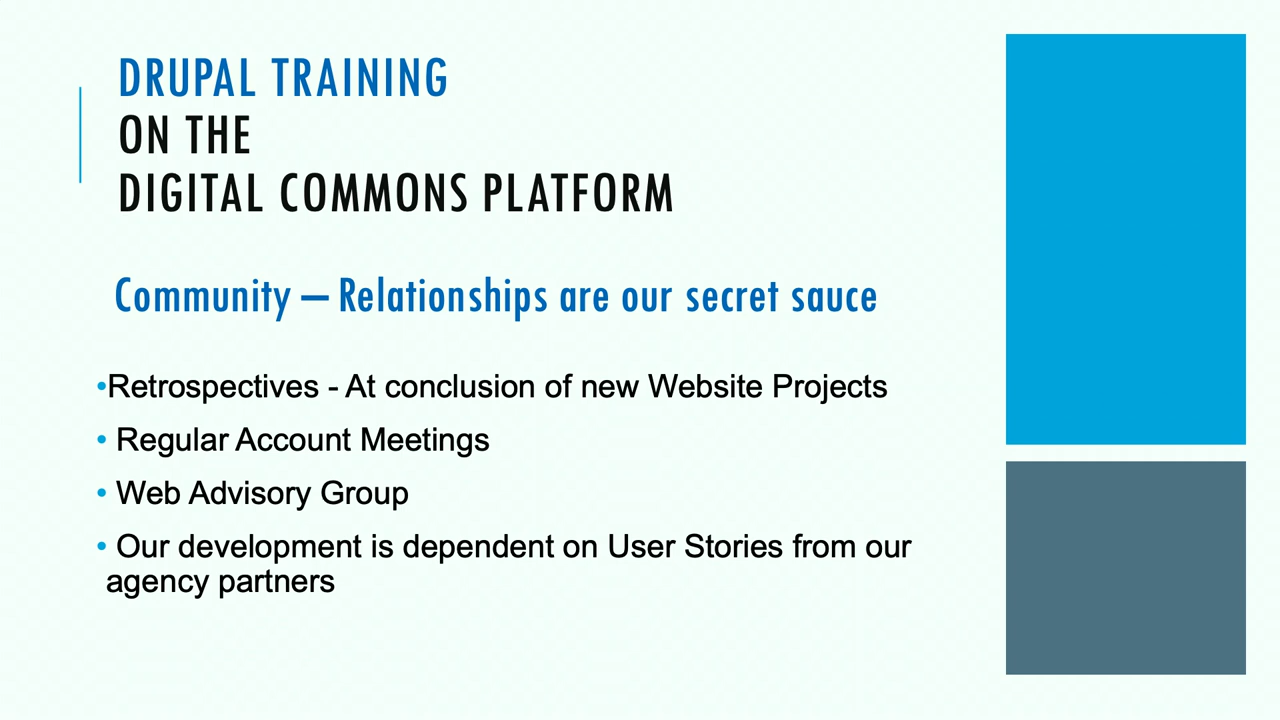 DRUPAL TRAINING
ON THE
DIGITAL COMMONS PLATFORM
Community – Relationships are our secret sauce
•Retrospectives - At conclusion of new Website Projects
• Regular Account Meetings
• Web Advisory Group
• Our development is dependent on User Stories from our
agency partners